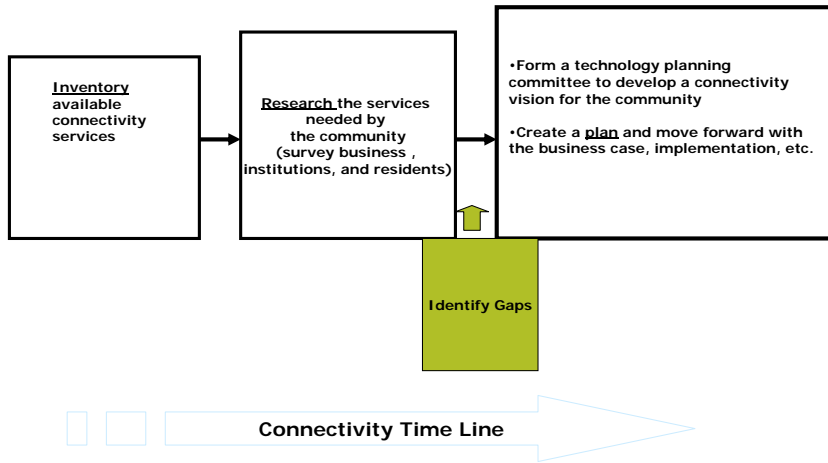 Inventory
available
connectivity
services
Research the services
needed by
the community
(survey business ,
institutions, and residents)
•Form a technology planning
committee to develop a connectivity
vision for the community
•Create a plan and move forward with
the business case, implementation, etc.
Identify Gaps
Connectivity Time Line